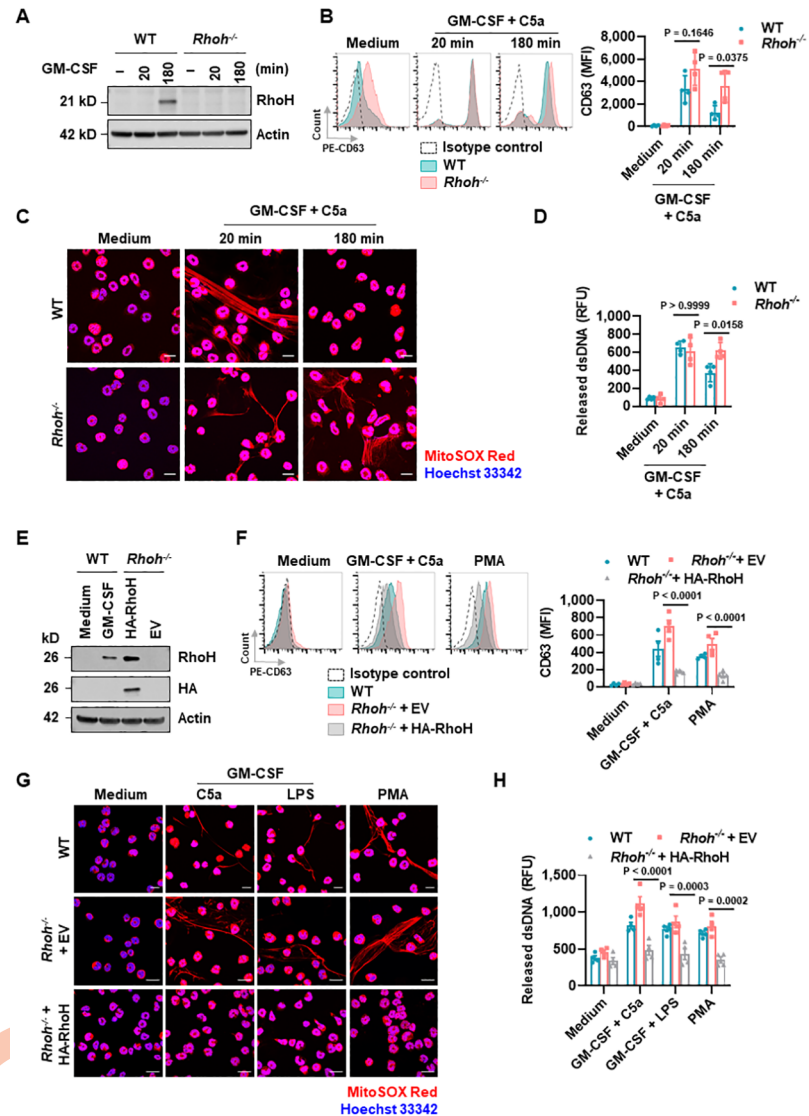 A
WT Rhoh-/-
GM-CSF – 20 180 – 20 180 (min)
21 kD RhoH
42 kD Actin
B
GM-CSF + C5a
Medium 20 min 180 min
Count
PE-CD63
Isotype control
WT
Rhoh-/-
WT
Rhoh-/-
P = 0.1646
P = 0.0375
CD63 (MFI)
8,000
6,000
4,000
2,000
0
Medium
20 min
180 min
GM-CSF
+ C5a
C
GM-CSF + C5a
Medium 20 min 180 min
WT
Rhoh-/-
MitoSOX Red
Hoechst 33342
D
WT
Rhoh-/-
P > 0.9999
P = 0.0158
Released dsDNA (RFU)
1,000
800
600
400
200
0
Medium
20 min
180 min
GM-CSF
+ C5a
E
WT Rhoh-/-
Medium
GM-CSF
HA-RhoH
EV
kD
26 RhoH
26 HA
42 Actin
F
Medium GM-CSF + C5a PMA
Count
PE-CD63
Isotype control
WT
Rhoh-/- + EV
Rhoh-/- + HA-RhoH
WT Rhoh-/- + EV
Rhoh-/- + HA-RhoH
P < 0.0001
P < 0.0001
CD63 (MFI)
1,000
800
600
400
200
0
Medium
GM-CSF + C5a
PMA
G
GM-CSF
Medium C5a LPS PMA
WT
Rhoh-/-
+ EV
Rhoh-/- +
HA-RhoH
MitoSOX Red
Hoechst 33342
H
WT Rhoh-/- + EV
Rhoh-/- + HA-RhoH
P < 0.0001
P = 0.0003
P = 0.0002
Released dsDNA (RFU)
1,500
1,000
500
0
Medium
GM-CSF + C5a
GM-CSF + LPS
PMA